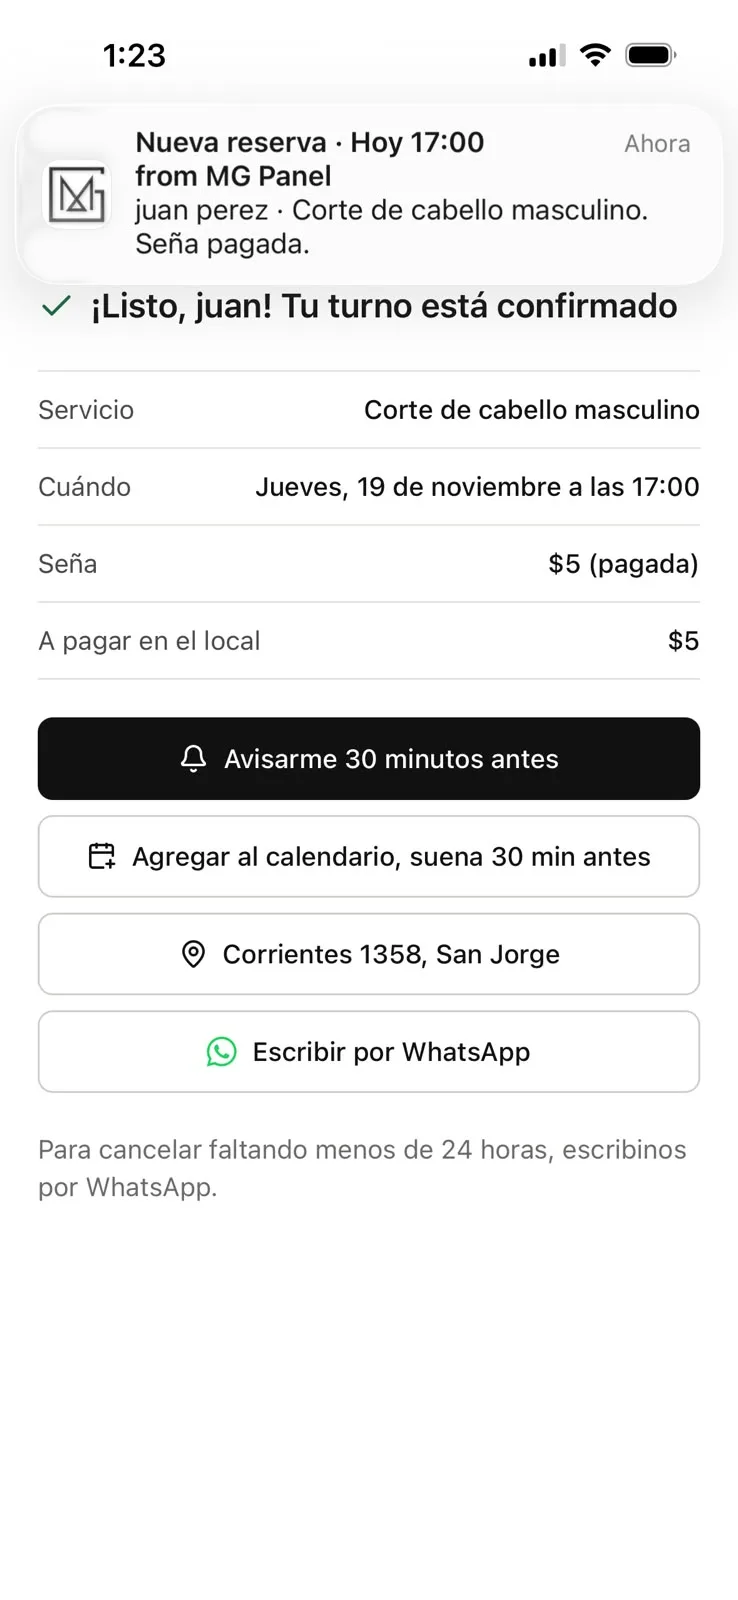 1:23
Nueva reserva · Hoy 17:00
Ahora
from MG Panel
juan perez · Corte de cabello masculino.
Seña pagada.
¡Listo, juan! Tu turno está confirmado
Servicio
Corte de cabello masculino
Cuándo
Jueves, 19 de noviembre a las 17:00
Seña
$5 (pagada)
A pagar en el local
$5
Avisarme 30 minutos antes
Agregar al calendario, suena 30 min antes
Corrientes 1358, San Jorge
Escribir por WhatsApp
Para cancelar faltando menos de 24 horas, escribinos
por WhatsApp.